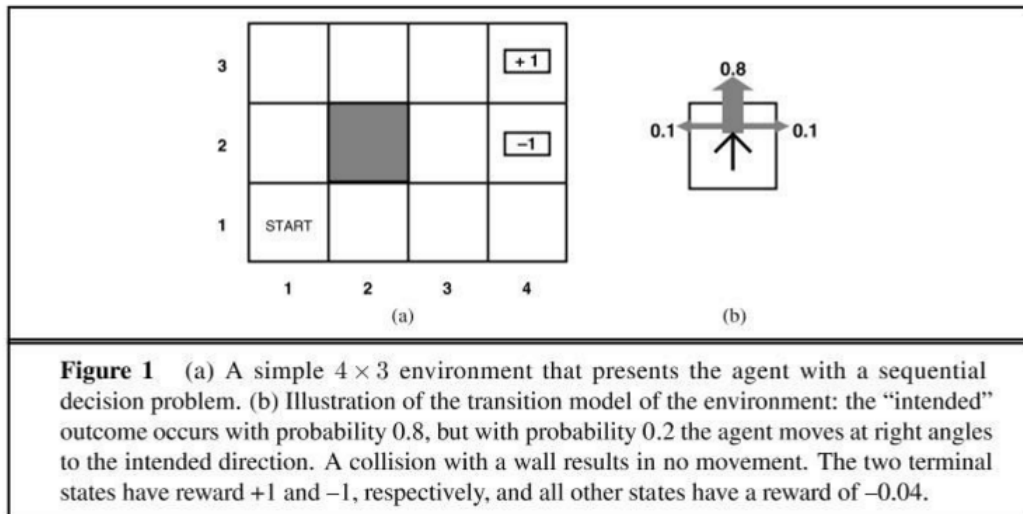 3
+ 1
2
–1
1
START
1 2 3 4
(a)
0.8
0.1
0.1
(b)
Figure 1 (a) A simple 4 × 3 environment that presents the agent with a sequential
decision problem. (b) Illustration of the transition model of the environment: the “intended”
outcome occurs with probability 0.8, but with probability 0.2 the agent moves at right angles
to the intended direction. A collision with a wall results in no movement. The two terminal
states have reward +1 and –1, respectively, and all other states have a reward of –0.04.